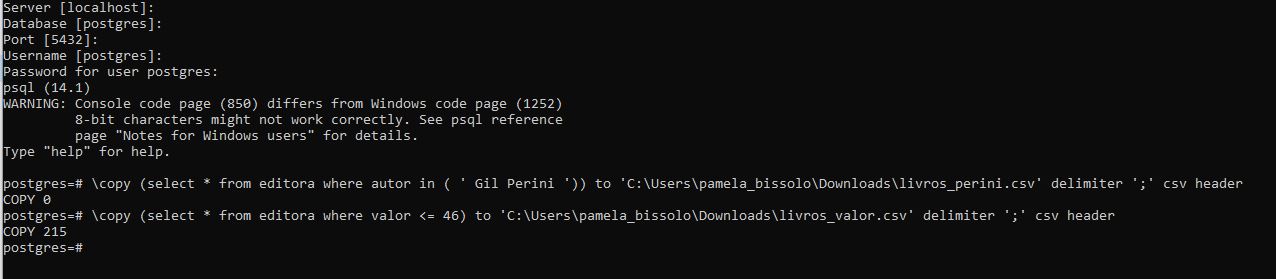 Server [localhost]:
Database [postgres]:
Port [5432]:
Username [postgres]:
Password for user postgres:
psql (14.1)
WARNING: Console code page (850) differs from Windows code page (1252)
         8-bit characters might not work correctly. See psql reference
         page "Notes for Windows users" for details.
Type "help" for help.

postgres=# \copy (select * from editora where autor in ( ' Gil Perini ')) to 'C:\Users\pamela_bissolo\Downloads\livros_perini.csv' delimiter ';' csv header
COPY 0
postgres=# \copy (select * from editora where valor <= 46) to 'C:\Users\pamela_bissolo\Downloads\livros_valor.csv' delimiter ';' csv header
COPY 215
postgres=#